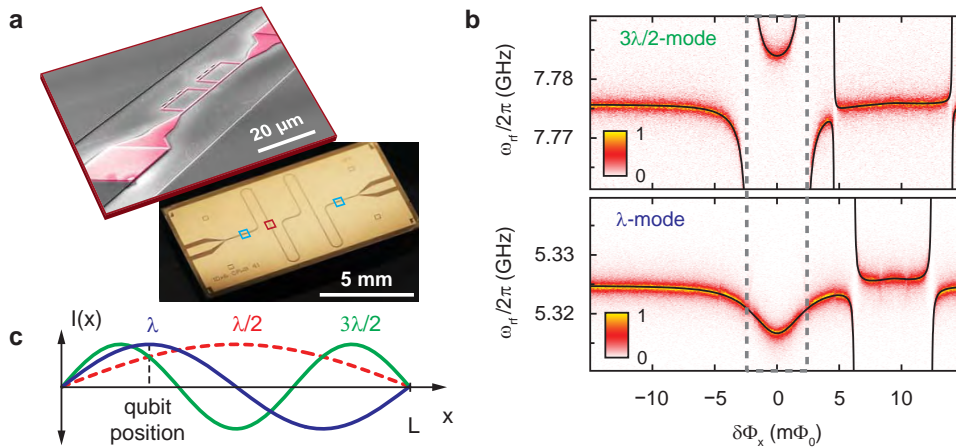 a
20 μm
5 mm
b
3λ/2-mode
7.78
7.77
ω_rf/2π (GHz)
1
0
λ-mode
5.33
5.32
ω_rf/2π (GHz)
1
0
−10
−5
0
5
10
δΦ_x (mΦ_0)
c
I(x)
λ
λ/2
3λ/2
qubit
position
L
x